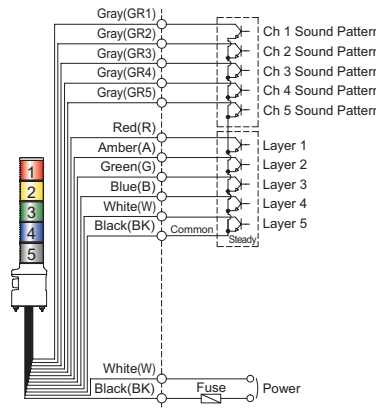 Gray(GR1)
Gray(GR2)
Gray(GR3)
Gray(GR4)
Gray(GR5)
Ch 1 Sound Pattern
Ch 2 Sound Pattern
Ch 3 Sound Pattern
Ch 4 Sound Pattern
Ch 5 Sound Pattern
Red(R)
Amber(A)
Green(G)
Blue(B)
White(W)
Black(BK)
Common
Steady
Layer 1
Layer 2
Layer 3
Layer 4
Layer 5
1
2
3
4
5
White(W)
Black(BK)
Fuse
Power